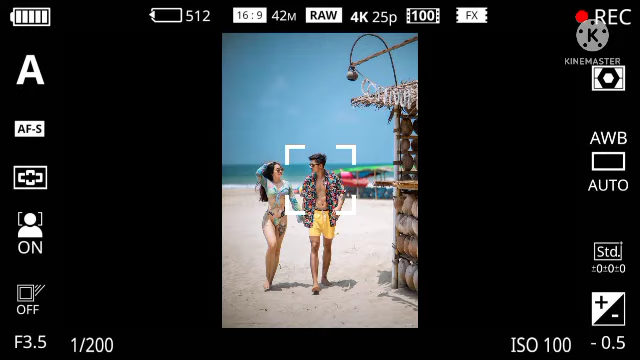 512 16:9 42M RAW 4K 25p 100 FX REC
K
KINEMASTER
A
AF-S
AWB
AUTO
ON
Std.
±0±0±0
OFF
F3.5 1/200 ISO 100 - 0.5